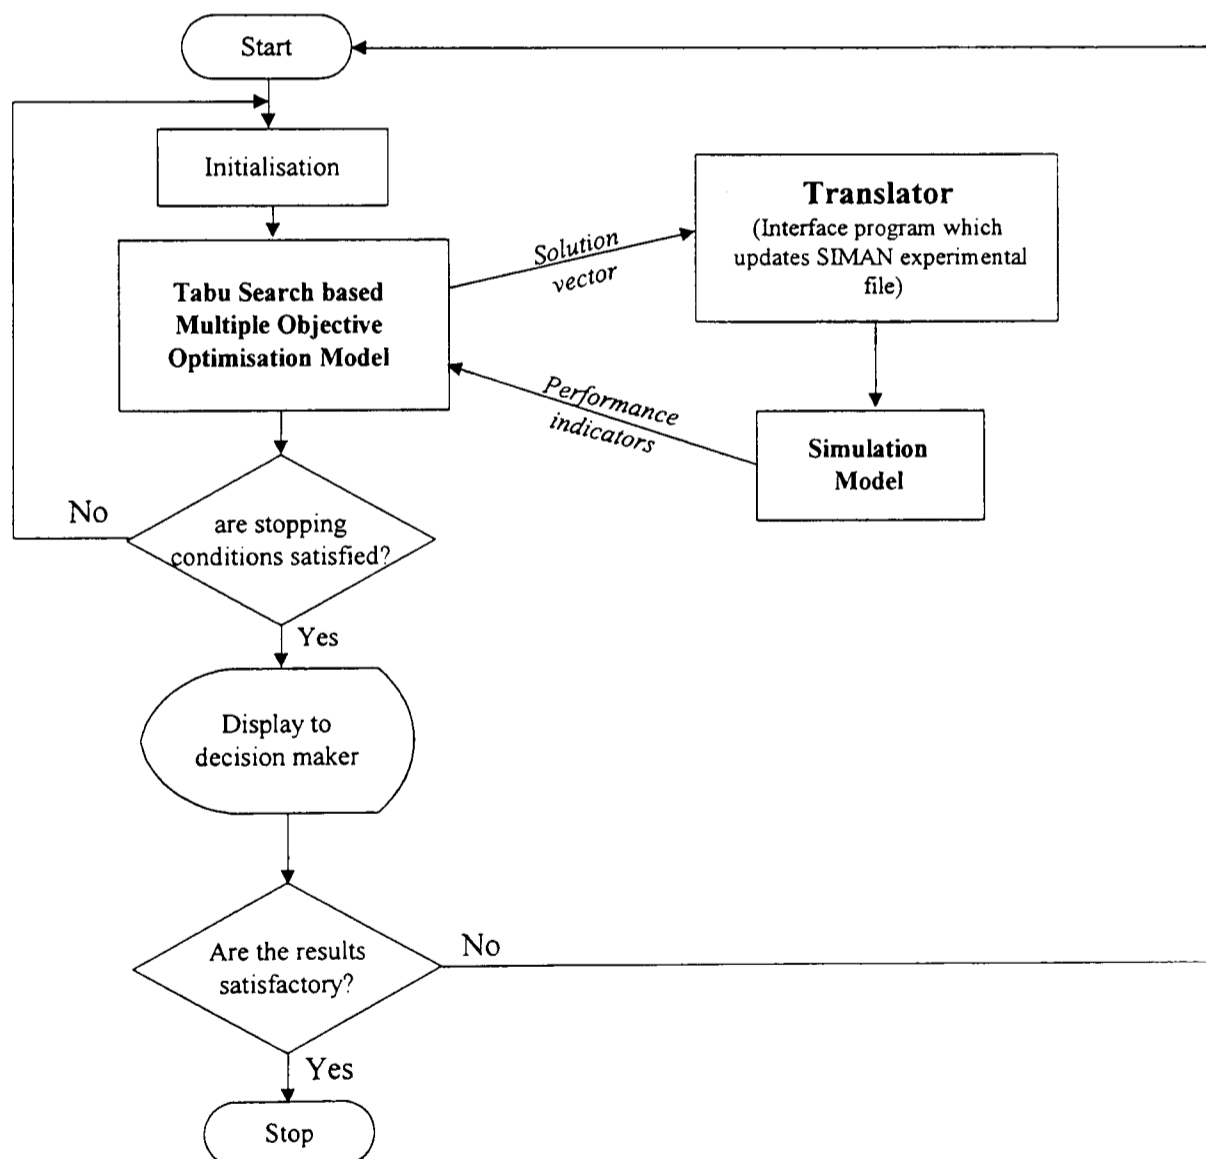 Start
Initialisation
Tabu Search based
Multiple Objective
Optimisation Model
Solution
vector
Translator
(Interface program which
updates SIMAN experimental
file)
Performance
indicators
Simulation
Model
No
are stopping
conditions satisfied?
Yes
Display to
decision maker
Are the results
satisfactory?
No
Yes
Stop